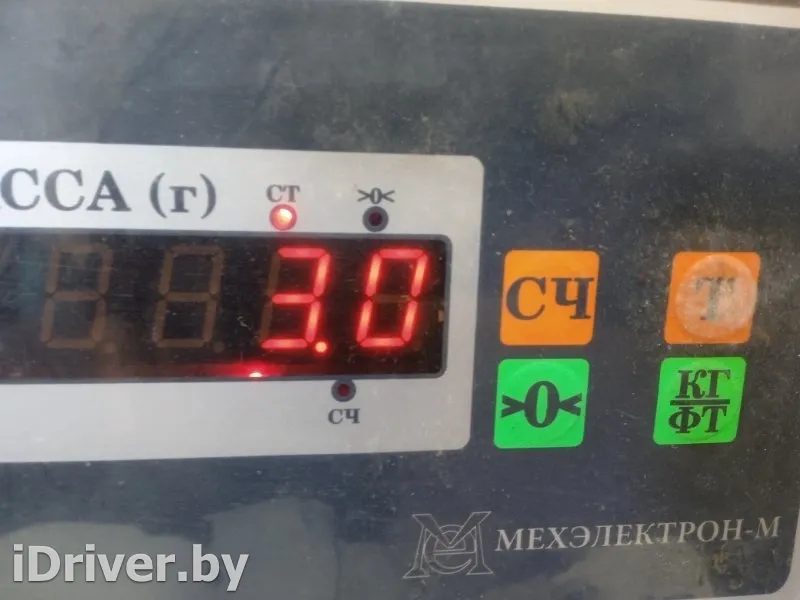 ССА (г)
СТ
>0<
3.0
СЧ
СЧ
Т
>0<
КГ
ФТ
МЕХЭЛЕКТРОН-М
iDriver.by